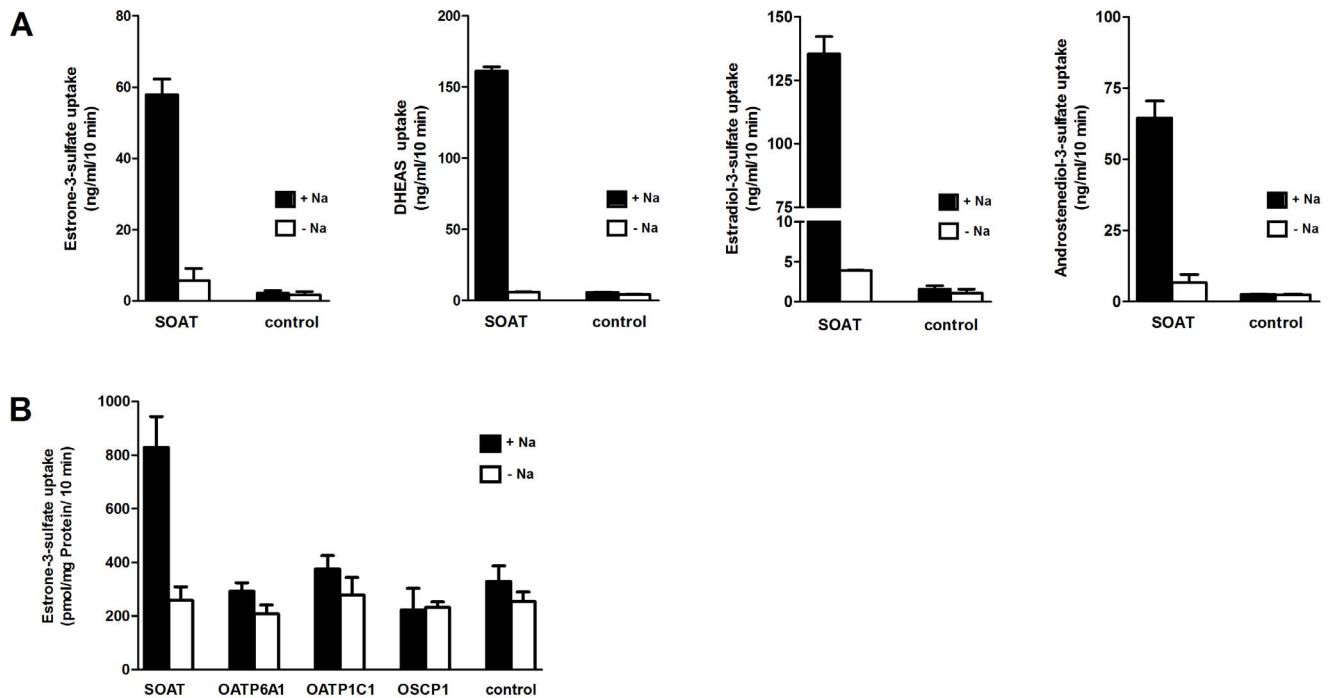 A
Estrone-3-sulfate uptake
(ng/ml/10 min)
80
60
40
20
0
+ Na
- Na
SOAT
control
DHEAS uptake
(ng/ml/10 min)
200
150
100
50
0
+ Na
- Na
SOAT
control
Estradiol-3-sulfate uptake
(ng/ml/10 min)
150
125
100
75
10
5
0
+ Na
- Na
SOAT
control
Androstenediol-3-sulfate uptake
(ng/ml/10 min)
100
75
50
25
0
+ Na
- Na
SOAT
control
B
Estrone-3-sulfate uptake
(pmol/mg Protein/ 10 min)
1000
800
600
400
200
0
+ Na
- Na
SOAT
OATP6A1
OATP1C1
OSCP1
control